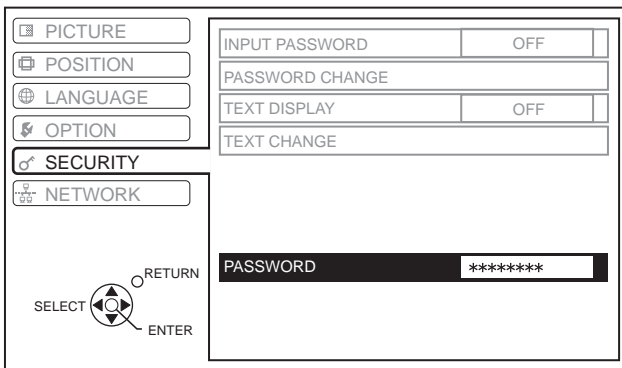 PICTURE
POSITION
LANGUAGE
OPTION
SECURITY
NETWORK
RETURN
SELECT
ENTER
INPUT PASSWORD OFF
PASSWORD CHANGE
TEXT DISPLAY OFF
TEXT CHANGE
PASSWORD ********